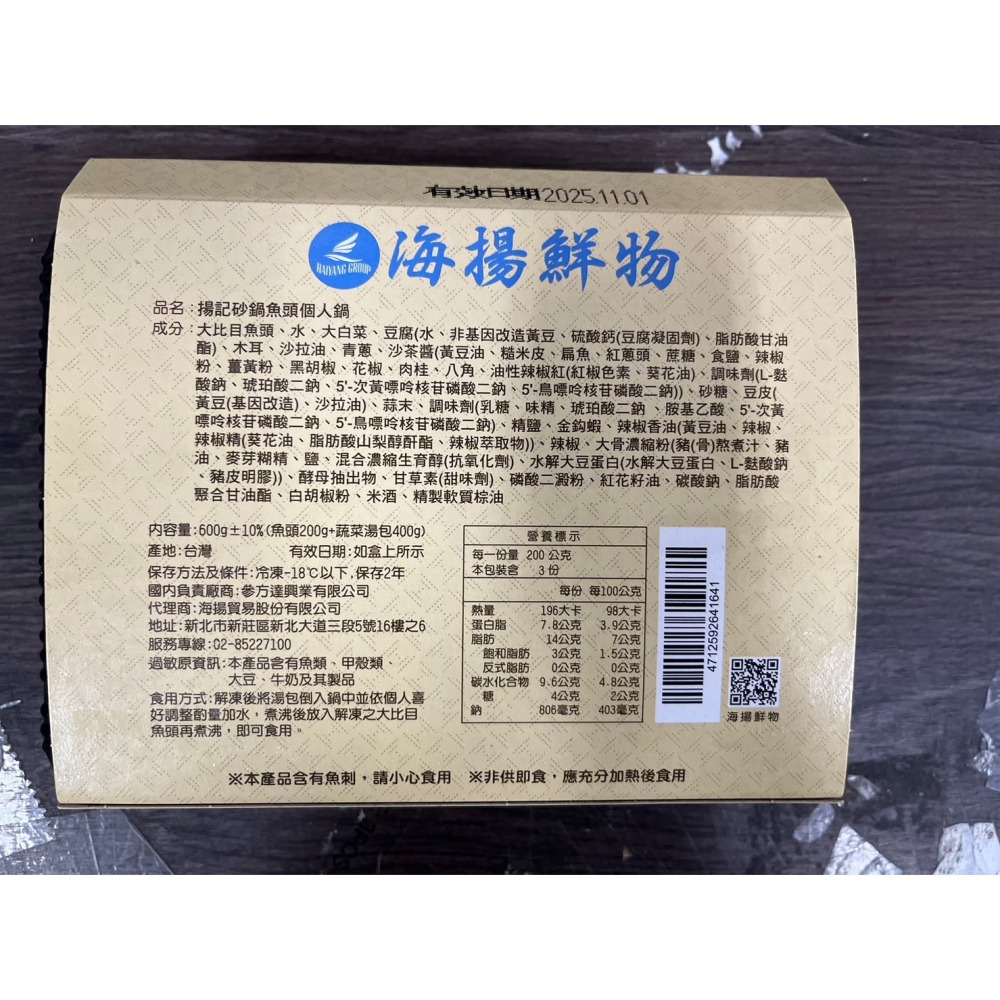 有效日期2025.11.01
HAIYANG GROUP
海揚鮮物
品名：揚記砂鍋魚頭個人鍋
成分：大比目魚頭、水、大白菜、豆腐(水、非基因改造黃豆、硫酸鈣(豆腐凝固劑)、脂肪酸甘油
酯)、木耳、沙拉油、青蔥、沙茶醬(黃豆油、糙米皮、扁魚、紅蔥頭、蔗糖、食鹽、辣椒
粉、薑黃粉、黑胡椒、花椒、肉桂、八角、油性辣椒紅(紅椒色素、葵花油)、調味劑(L-麩
酸鈉、琥珀酸二鈉、5'-次黃嘌呤核苷磷酸二鈉、5'-鳥嘌呤核苷磷酸二鈉))、砂糖、豆皮(
黃豆(基因改造)、沙拉油)、蒜末、調味劑(乳糖、味精、琥珀酸二鈉、胺基乙酸、5'-次黃
嘌呤核苷磷酸二鈉、5'-鳥嘌呤核苷磷酸二鈉)、精鹽、金鈎蝦、辣椒香油(黃豆油、辣椒、
辣椒精(葵花油、脂肪酸山梨醇酐酯、辣椒萃取物))、辣椒、大骨濃縮粉(豬(骨)熬煮汁、豬
油、麥芽糊精、鹽、混合濃縮生育醇(抗氧化劑)、水解大豆蛋白(水解大豆蛋白、L-麩酸鈉
、豬皮明膠))、酵母抽出物、甘草素(甜味劑)、磷酸二澱粉、紅花籽油、碳酸鈉、脂肪酸
聚合甘油酯、白胡椒粉、米酒、精製軟質棕油
內容量:600g±10%(魚頭200g+蔬菜湯包400g)
產地:台灣 有效日期:如盒上所示
保存方法及條件:冷凍-18℃以下,保存2年
國內負責廠商:參方達興業有限公司
代理商:海揚貿易股份有限公司
地址:新北市新莊區新北大道三段5號16樓之6
服務專線:02-85227100
過敏原資訊:本產品含有魚類、甲殼類、
大豆、牛奶及其製品
食用方式:解凍後將湯包倒入鍋中並依個人喜
好調整酌量加水，煮沸後放入解凍之大比目
魚頭再煮沸，即可食用。
營養標示
每一份量 200 公克
本包裝含 3 份
每份 每100公克
熱量 196大卡 98大卡
蛋白脂 7.8公克 3.9公克
脂肪 14公克 7公克
飽和脂肪 3公克 1.5公克
反式脂肪 0公克 0公克
碳水化合物 9.6公克 4.8公克
糖 4公克 2公克
鈉 806毫克 403毫克
4712592641641
海揚鮮物
※本產品含有魚刺，請小心食用 ※非供即食，應充分加熱後食用